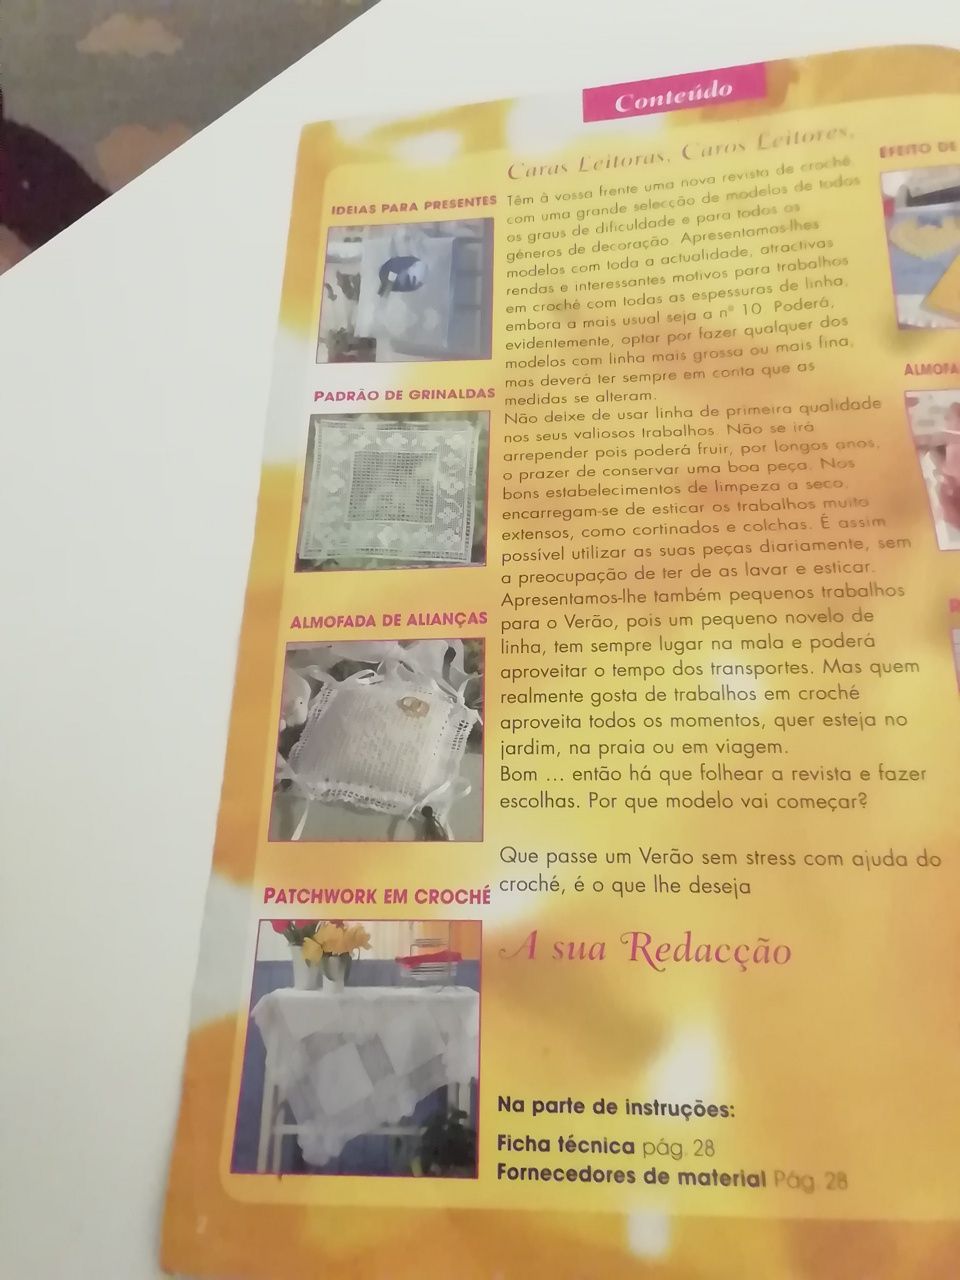 Conteúdo
IDEIAS PARA PRESENTES
PADRÃO DE GRINALDAS
ALMOFADA DE ALIANÇAS
PATCHWORK EM CROCHÉ
Caras Leitoras, Caros Leitores,
Têm à vossa frente uma nova revista de croché
com uma grande selecção de modelos de todos
os graus de dificuldade e para todos os
géneros de decoração. Apresentamos-lhes
modelos com toda a actualidade, atractivas
rendas e interessantes motivos para trabalhos
em croché com todas as espessuras de linha,
embora a mais usual seja a nº 10. Poderá,
evidentemente, optar por fazer qualquer dos
modelos com linha mais grossa ou mais fina,
mas deverá ter sempre em conta que as
medidas se alteram.
Não deixe de usar linha de primeira qualidade
nos seus valiosos trabalhos. Não se irá
arrepender pois poderá fruir, por longos anos,
o prazer de conservar uma boa peça. Nos
bons estabelecimentos de limpeza a seco,
encarregam-se de esticar os trabalhos muito
extensos, como cortinados e colchas. É assim
possível utilizar as suas peças diariamente, sem
a preocupação de ter de as lavar e esticar.
Apresentamos-lhe também pequenos trabalhos
para o Verão, pois um pequeno novelo de
linha, tem sempre lugar na mala e poderá
aproveitar o tempo dos transportes. Mas quem
realmente gosta de trabalhos em croché
aproveita todos os momentos, quer esteja no
jardim, na praia ou em viagem.
Bom ... então há que folhear a revista e fazer
escolhas. Por que modelo vai começar?
Que passe um Verão sem stress com ajuda do
croché, é o que lhe deseja
A sua Redacção
Na parte de instruções:
Ficha técnica pág. 28
Fornecedores de material Pág. 28
EFEITO DE